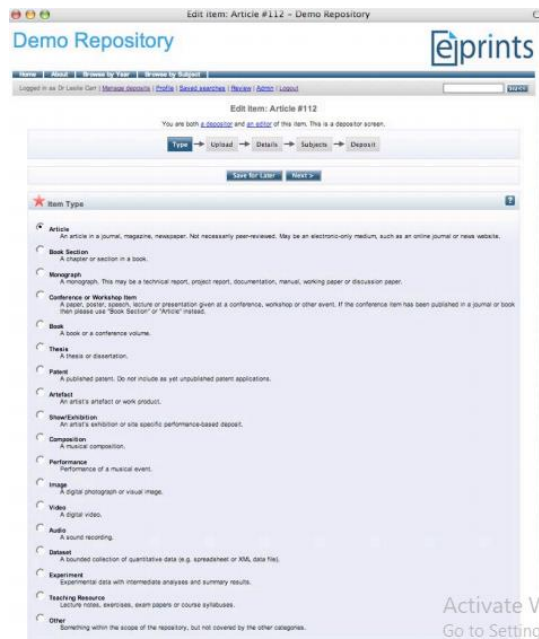 Edit item: Article #112 - Demo Repository
Demo Repository
eprints
Home | About | Browse by Year | Browse by Subject |
Logged in as Dr Leslie Carr | Manage deposits | Profile | Saved searches | Review | Admin | Logout
Edit item: Article #112
You are both a depositor and an editor of this item. This is a depositor screen.
Type → Upload → Details → Subjects → Deposit
Save for Later Next >
Item Type ?
Article
An article in a journal, magazine, newspaper. Not necessarily peer-reviewed. May be an electronic-only medium, such as an online journal or news website.
Book Section
A chapter or section in a book.
Monograph
A monograph. This may be a technical report, project report, documentation, manual, working paper or discussion paper.
Conference or Workshop Item
A paper, poster, speech, lecture or presentation given at a conference, workshop or other event. If the conference item has been published in a journal or book
then please use "Book Section" or "Article" instead.
Book
A book or a conference volume.
Thesis
A thesis or dissertation.
Patent
A published patent. Do not include as yet unpublished patent applications.
Artefact
An artist's artefact or work product.
Show/Exhibition
An artist's exhibition or site specific performance-based deposit.
Composition
A musical composition.
Performance
Performance of a musical event.
Image
A digital photograph or visual image.
Video
A digital video.
Audio
A sound recording.
Dataset
A bounded collection of quantitative data (e.g. spreadsheet or XML data file).
Experiment
Experimental data with intermediate analyses and summary results.
Teaching Resource
Lecture notes, exercises, exam papers or course syllabuses.
Other
Something within the scope of the repository, but not covered by the other categories.
Activate
Go to Setting